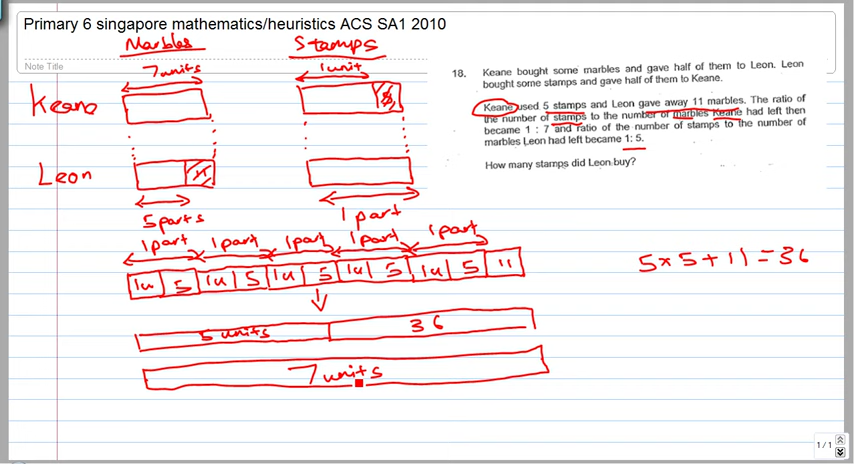 Primary 6 singapore mathematics/heuristics ACS SA1 2010
Note Title
Marbles
Stamps
7 units
1 unit
Keane
5
Leon
11
5 parts
1 part
18. Keane bought some marbles and gave half of them to Leon. Leon
bought some stamps and gave half of them to Keane.
Keane used 5 stamps and Leon gave away 11 marbles. The ratio of
the number of stamps to the number of marbles Keane had left then
became 1 : 7 and ratio of the number of stamps to the number of
marbles Leon had left became 1: 5.
How many stamps did Leon buy?
1 part 1 part 1 part 1 part 1 part
1u 5 1u 5 1u 5 1u 5 1u 5 11
5 × 5 + 11 = 36
5 units 36
7 units
1 / 1